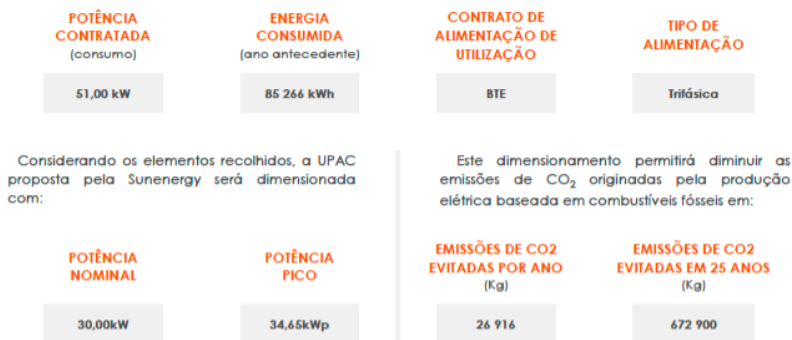 POTÊNCIA
CONTRATADA
(consumo)
51,00 kW
ENERGIA
CONSUMIDA
(ano antecedente)
85 266 kWh
CONTRATO DE
ALIMENTAÇÃO DE
UTILIZAÇÃO
BTE
TIPO DE
ALIMENTAÇÃO
Trifásica
Considerando os elementos recolhidos, a UPAC
proposta pela Sunenergy será dimensionada
com:
POTÊNCIA
NOMINAL
30,00kW
POTÊNCIA
PICO
34,65kWp
Este dimensionamento permitirá diminuir as
emissões de CO₂ originadas pela produção
elétrica baseada em combustíveis fósseis em:
EMISSÕES DE CO2
EVITADAS POR ANO
(Kg)
26 916
EMISSÕES DE CO2
EVITADAS EM 25 ANOS
(Kg)
672 900